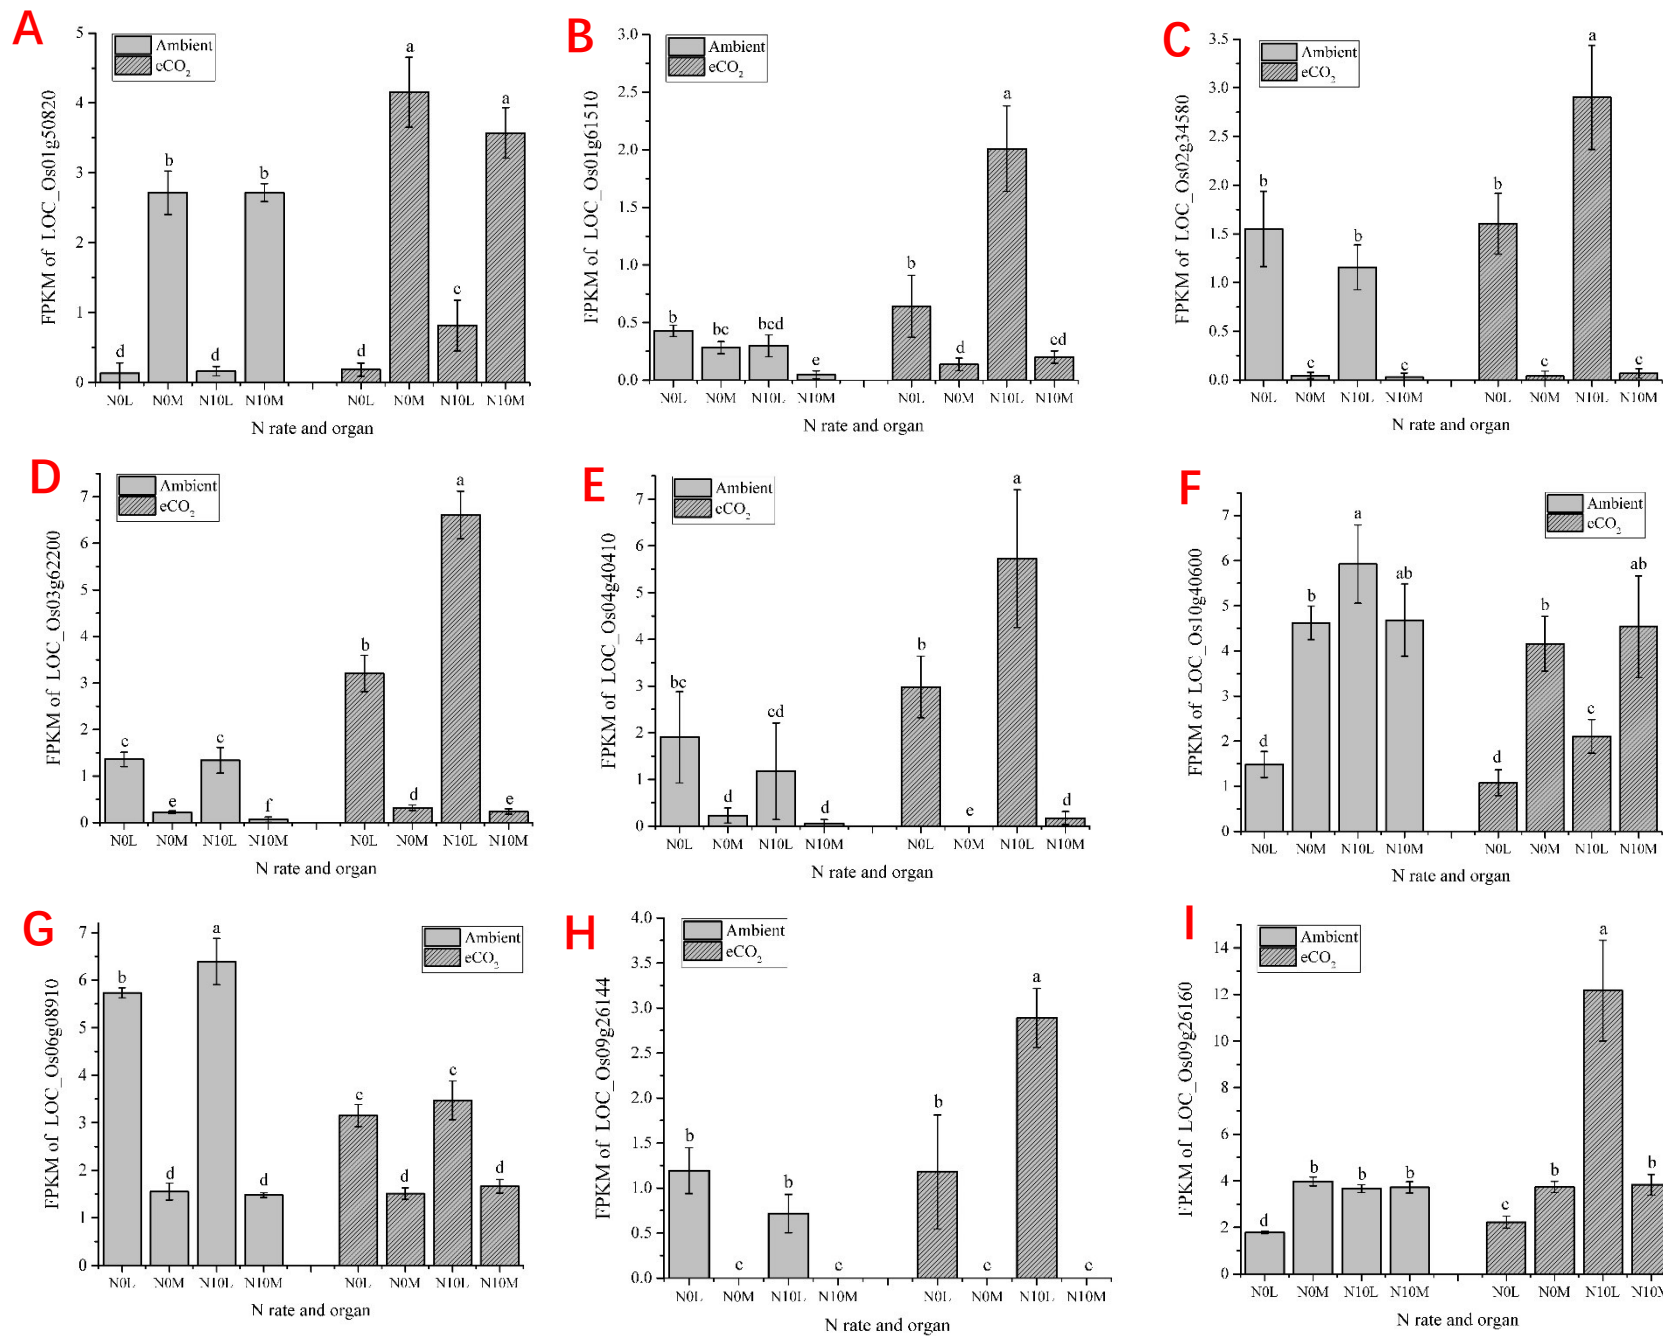 A
Ambient
eCO2
FPKM of LOC_Os01g50820
5
4
3
2
1
0
d
b
d
b
d
a
c
a
N0L N0M N10L N10M N0L N0M N10L N10M
N rate and organ
B
Ambient
eCO2
FPKM of LOC_Os01g61510
3.0
2.5
2.0
1.5
1.0
0.5
0.0
b
bc
bcd
e
b
d
a
cd
N0L N0M N10L N10M N0L N0M N10L N10M
N rate and organ
C
Ambient
eCO2
FPKM of LOC_Os02g34580
3.5
3.0
2.5
2.0
1.5
1.0
0.5
0.0
b
c
b
c
b
c
a
c
N0L N0M N10L N10M N0L N0M N10L N10M
N rate and organ
D
Ambient
eCO2
FPKM of LOC_Os03g62200
7
6
5
4
3
2
1
0
c
e
c
f
b
d
a
e
N0L N0M N10L N10M N0L N0M N10L N10M
N rate and organ
E
Ambient
eCO2
FPKM of LOC_Os04g40410
7
6
5
4
3
2
1
0
bc
d
cd
d
b
e
a
d
N0L N0M N10L N10M N0L N0M N10L N10M
N rate and organ
F
Ambient
eCO2
FPKM of LOC_Os10g40600
7
6
5
4
3
2
1
0
d
b
a
ab
d
b
c
ab
N0L N0M N10L N10M N0L N0M N10L N10M
N rate and organ
G
Ambient
eCO2
FPKM of LOC_Os06g08910
7
6
5
4
3
2
1
0
b
d
a
d
c
d
c
d
N0L N0M N10L N10M N0L N0M N10L N10M
N rate and organ
H
Ambient
eCO2
FPKM of LOC_Os09g26144
4.0
3.5
3.0
2.5
2.0
1.5
1.0
0.5
0.0
b
c
b
c
b
c
a
c
N0L N0M N10L N10M N0L N0M N10L N10M
N rate and organ
I
Ambient
eCO2
FPKM of LOC_Os09g26160
14
12
10
8
6
4
2
0
d
b
b
b
c
b
a
b
N0L N0M N10L N10M N0L N0M N10L N10M
N rate and organ